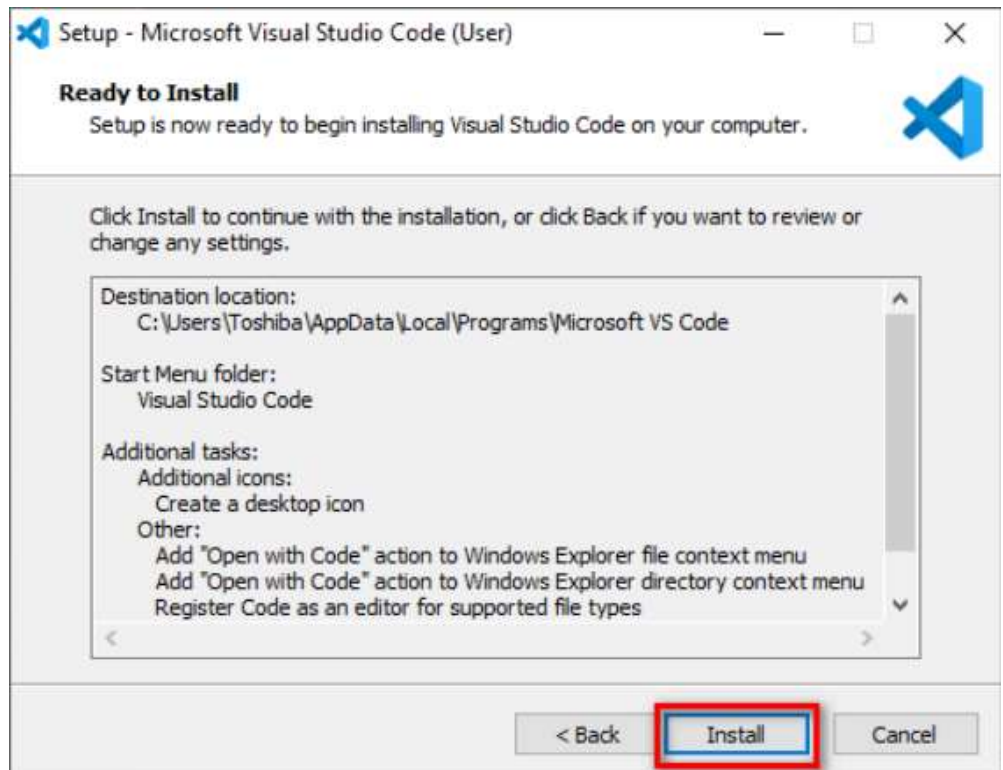 Setup - Microsoft Visual Studio Code (User)
Ready to Install
Setup is now ready to begin installing Visual Studio Code on your computer.
Click Install to continue with the installation, or click Back if you want to review or
change any settings.
Destination location:
C:\Users\Toshiba\AppData\Local\Programs\Microsoft VS Code
Start Menu folder:
Visual Studio Code
Additional tasks:
Additional icons:
Create a desktop icon
Other:
Add "Open with Code" action to Windows Explorer file context menu
Add "Open with Code" action to Windows Explorer directory context menu
Register Code as an editor for supported file types
< Back Install Cancel